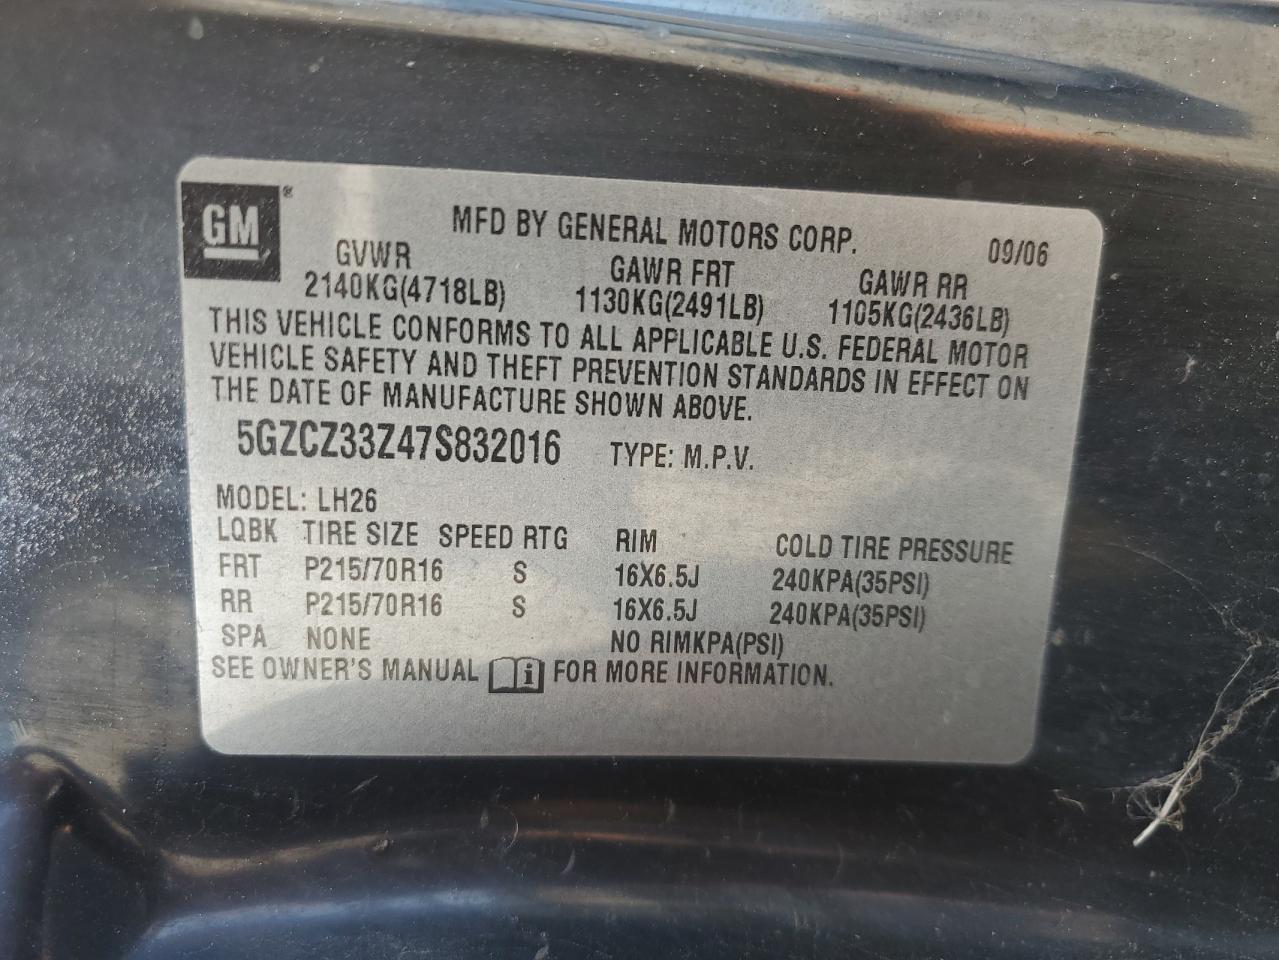 GM ®
MFD BY GENERAL MOTORS CORP. 09/06
GVWR GAWR FRT GAWR RR
2140KG(4718LB) 1130KG(2491LB) 1105KG(2436LB)
THIS VEHICLE CONFORMS TO ALL APPLICABLE U.S. FEDERAL MOTOR
VEHICLE SAFETY AND THEFT PREVENTION STANDARDS IN EFFECT ON
THE DATE OF MANUFACTURE SHOWN ABOVE.
5GZCZ33Z47S832016 TYPE: M.P.V.
MODEL: LH26
LQBK TIRE SIZE SPEED RTG RIM COLD TIRE PRESSURE
FRT P215/70R16 S 16X6.5J 240KPA(35PSI)
RR P215/70R16 S 16X6.5J 240KPA(35PSI)
SPA NONE NO RIMKPA(PSI)
SEE OWNER'S MANUAL i FOR MORE INFORMATION.